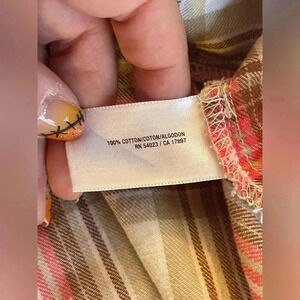 100% COTTON/COTON/ALGODON
RN 54023 / CA 17897